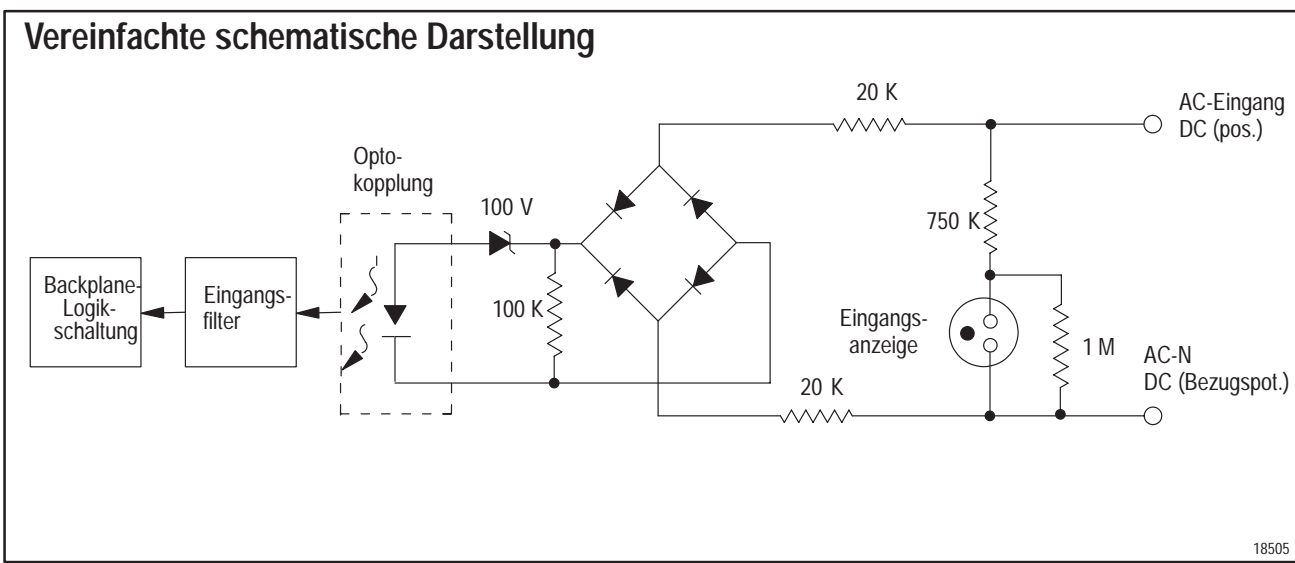 Vereinfachte schematische Darstellung
20 K
AC-Eingang
DC (pos.)
Opto-
kopplung
100 V
750 K
Backplane-
Logik-
schaltung
Eingangs-
filter
100 K
Eingangs-
anzeige
1 M
AC-N
DC (Bezugspot.)
20 K
18505